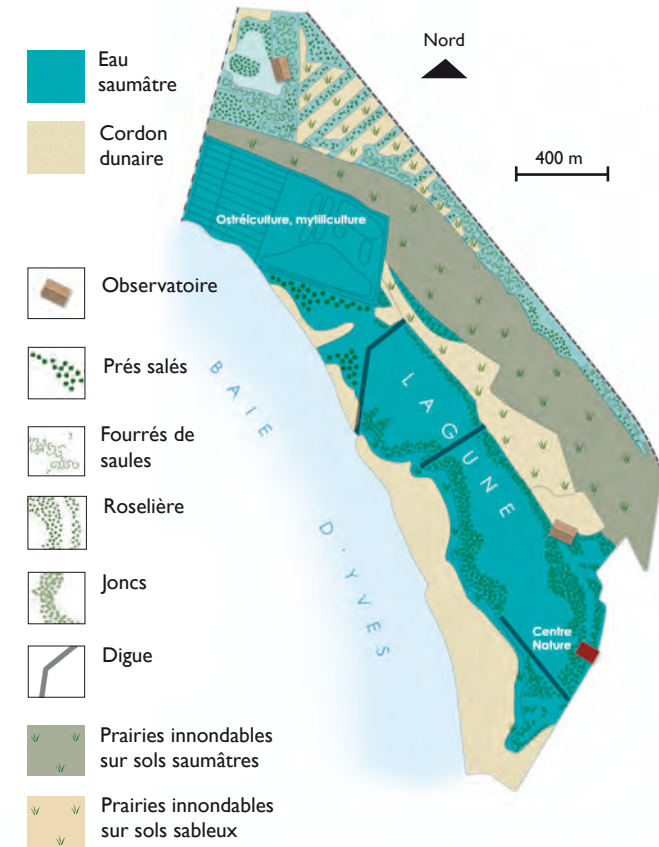 Eau
saumâtre
Cordon
dunaire
Nord
400 m
Ostréiculture, mytiliculture
Observatoire
Prés salés
Fourrés de
saules
Roselière
Joncs
Digue
Prairies innondables
sur sols saumâtres
Prairies innondables
sur sols sableux
BAIE
D'YVES
LAGUNE
Centre
Nature